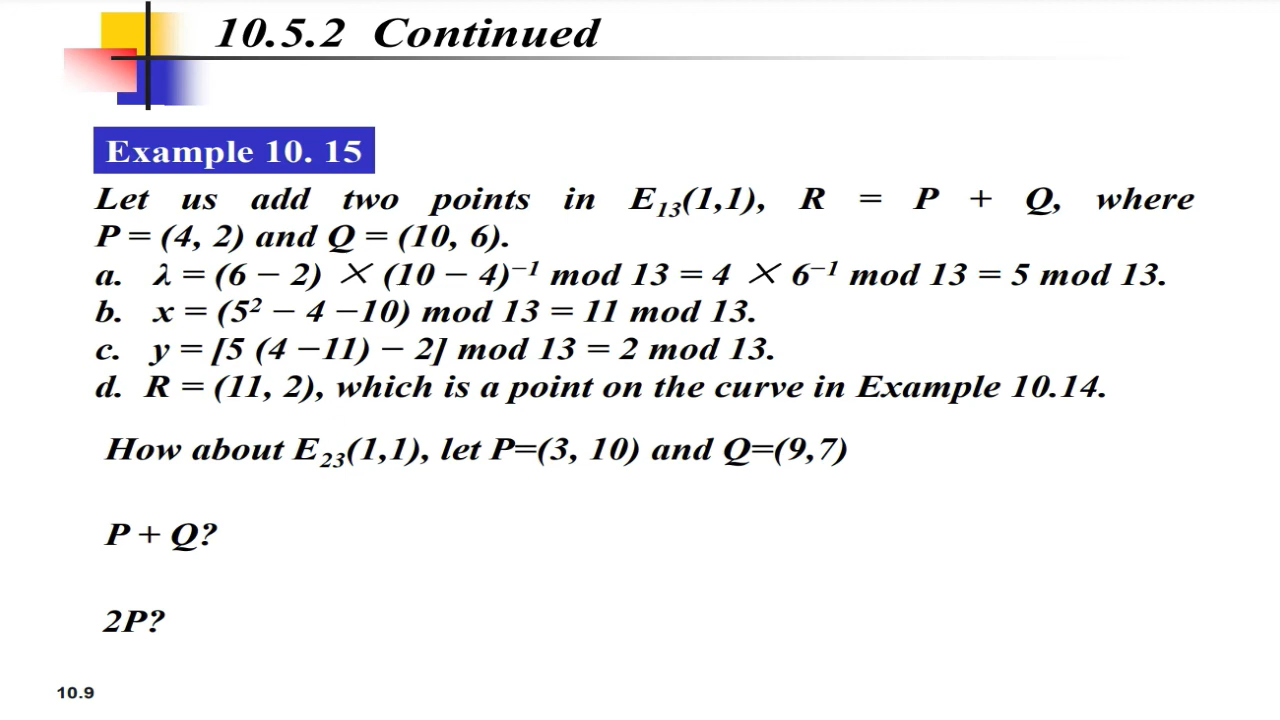 10.5.2 Continued
Example 10. 15
Let us add two points in E₁₃(1,1), R = P + Q, where
P = (4, 2) and Q = (10, 6).
a. λ = (6 – 2) × (10 – 4)⁻¹ mod 13 = 4 × 6⁻¹ mod 13 = 5 mod 13.
b. x = (5² – 4 –10) mod 13 = 11 mod 13.
c. y = [5 (4 –11) – 2] mod 13 = 2 mod 13.
d. R = (11, 2), which is a point on the curve in Example 10.14.
How about E₂₃(1,1), let P=(3, 10) and Q=(9,7)
P + Q?
2P?
10.9